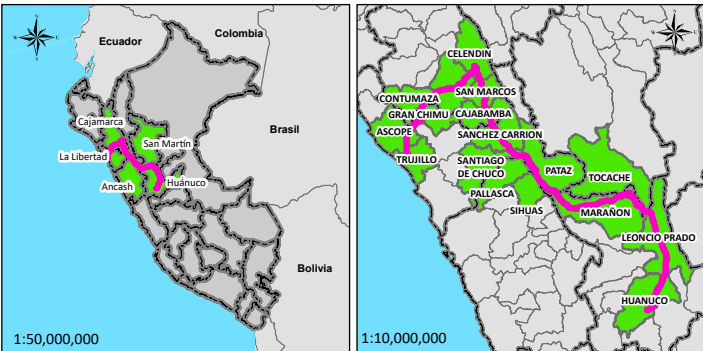 Ecuador
Colombia
Cajamarca
San Martín
Brasil
La Libertad
Ancash
Huánuco
Bolivia
1:50,000,000
CELENDIN
SAN MARCOS
CONTUMAZA
GRAN CHIMU
CAJABAMBA
ASCOPE
SANCHEZ CARRION
TRUJILLO
SANTIAGO
DE CHUCO
PATAZ
TOCACHE
PALLASCA
SIHUAS
MARAÑON
LEONCIO PRADO
HUANUCO
1:10,000,000